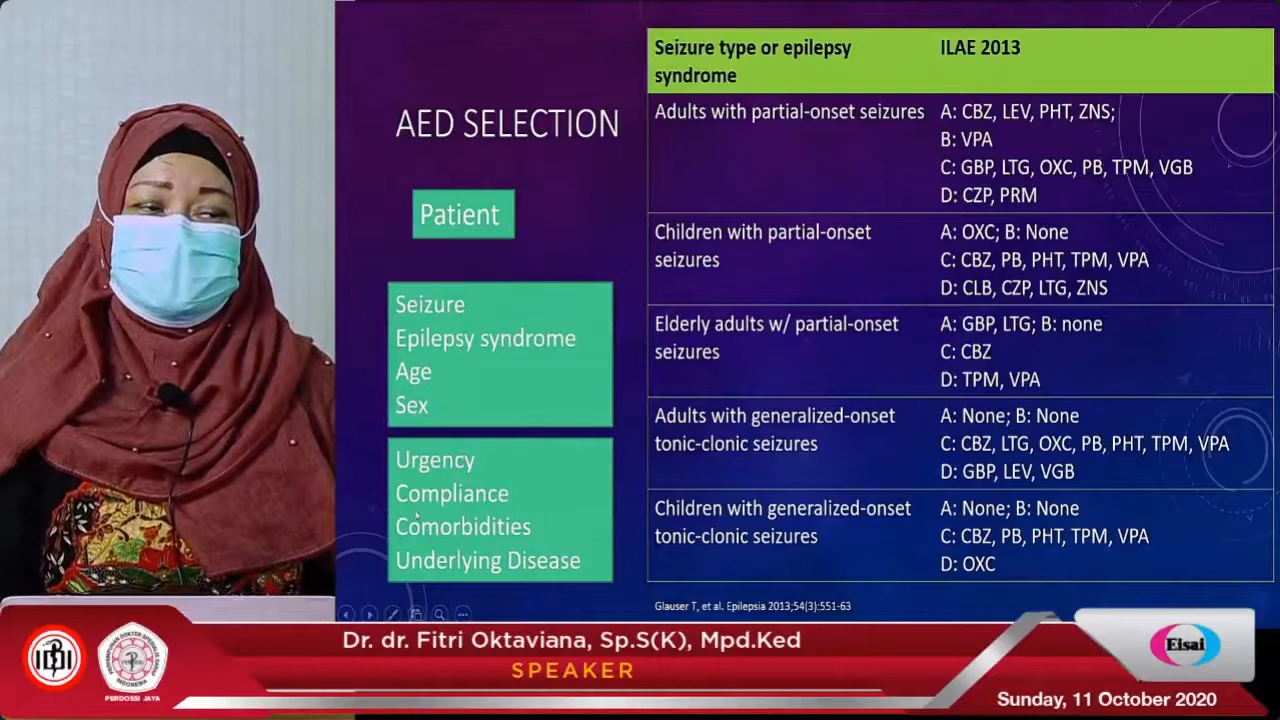 AED SELECTION
Patient
Seizure
Epilepsy syndrome
Age
Sex
Urgency
Compliance
Comorbidities
Underlying Disease
Seizure type or epilepsy
syndrome
ILAE 2013
Adults with partial-onset seizures
A: CBZ, LEV, PHT, ZNS;
B: VPA
C: GBP, LTG, OXC, PB, TPM, VGB
D: CZP, PRM
Children with partial-onset
seizures
A: OXC; B: None
C: CBZ, PB, PHT, TPM, VPA
D: CLB, CZP, LTG, ZNS
Elderly adults w/ partial-onset
seizures
A: GBP, LTG; B: none
C: CBZ
D: TPM, VPA
Adults with generalized-onset
tonic-clonic seizures
A: None; B: None
C: CBZ, LTG, OXC, PB, PHT, TPM, VPA
D: GBP, LEV, VGB
Children with generalized-onset
tonic-clonic seizures
A: None; B: None
C: CBZ, PB, PHT, TPM, VPA
D: OXC
Glauser T, et al. Epilepsia 2013;54(3):551-63
Dr. dr. Fitri Oktaviana, Sp.S(K), Mpd.Ked
SPEAKER
PERDOSSI JAYA
Eisai
Sunday, 11 October 2020